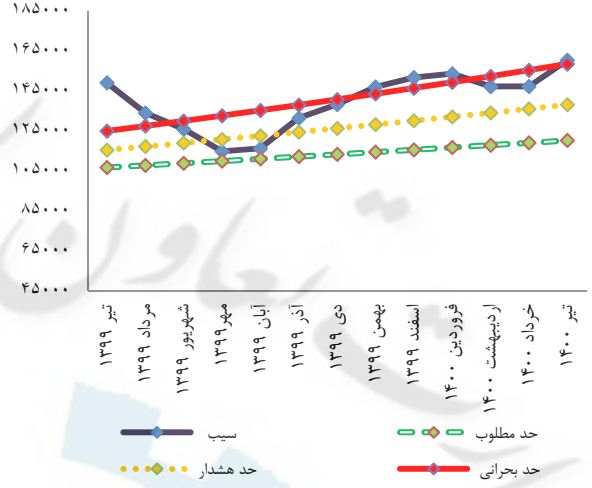 ۱۸۵۰۰۰
۱۶۵۰۰۰
۱۴۵۰۰۰
۱۲۵۰۰۰
۱۰۵۰۰۰
۸۵۰۰۰
۶۵۰۰۰
۴۵۰۰۰
تیر ۱۳۹۹
مرداد ۱۳۹۹
شهریور ۱۳۹۹
مهر۱۳۹۹
آبان ۱۳۹۹
آذر ۱۳۹۹
دی ۱۳۹۹
بهمن ۱۳۹۹
اسفند ۱۳۹۹
فروردین ۱۴۰۰
اردیبهشت ۱۴۰۰
خرداد ۱۴۰۰
تیر ۱۴۰۰
حد مطلوب
سیب
حد بحرانی
حد هشدار
تعاون